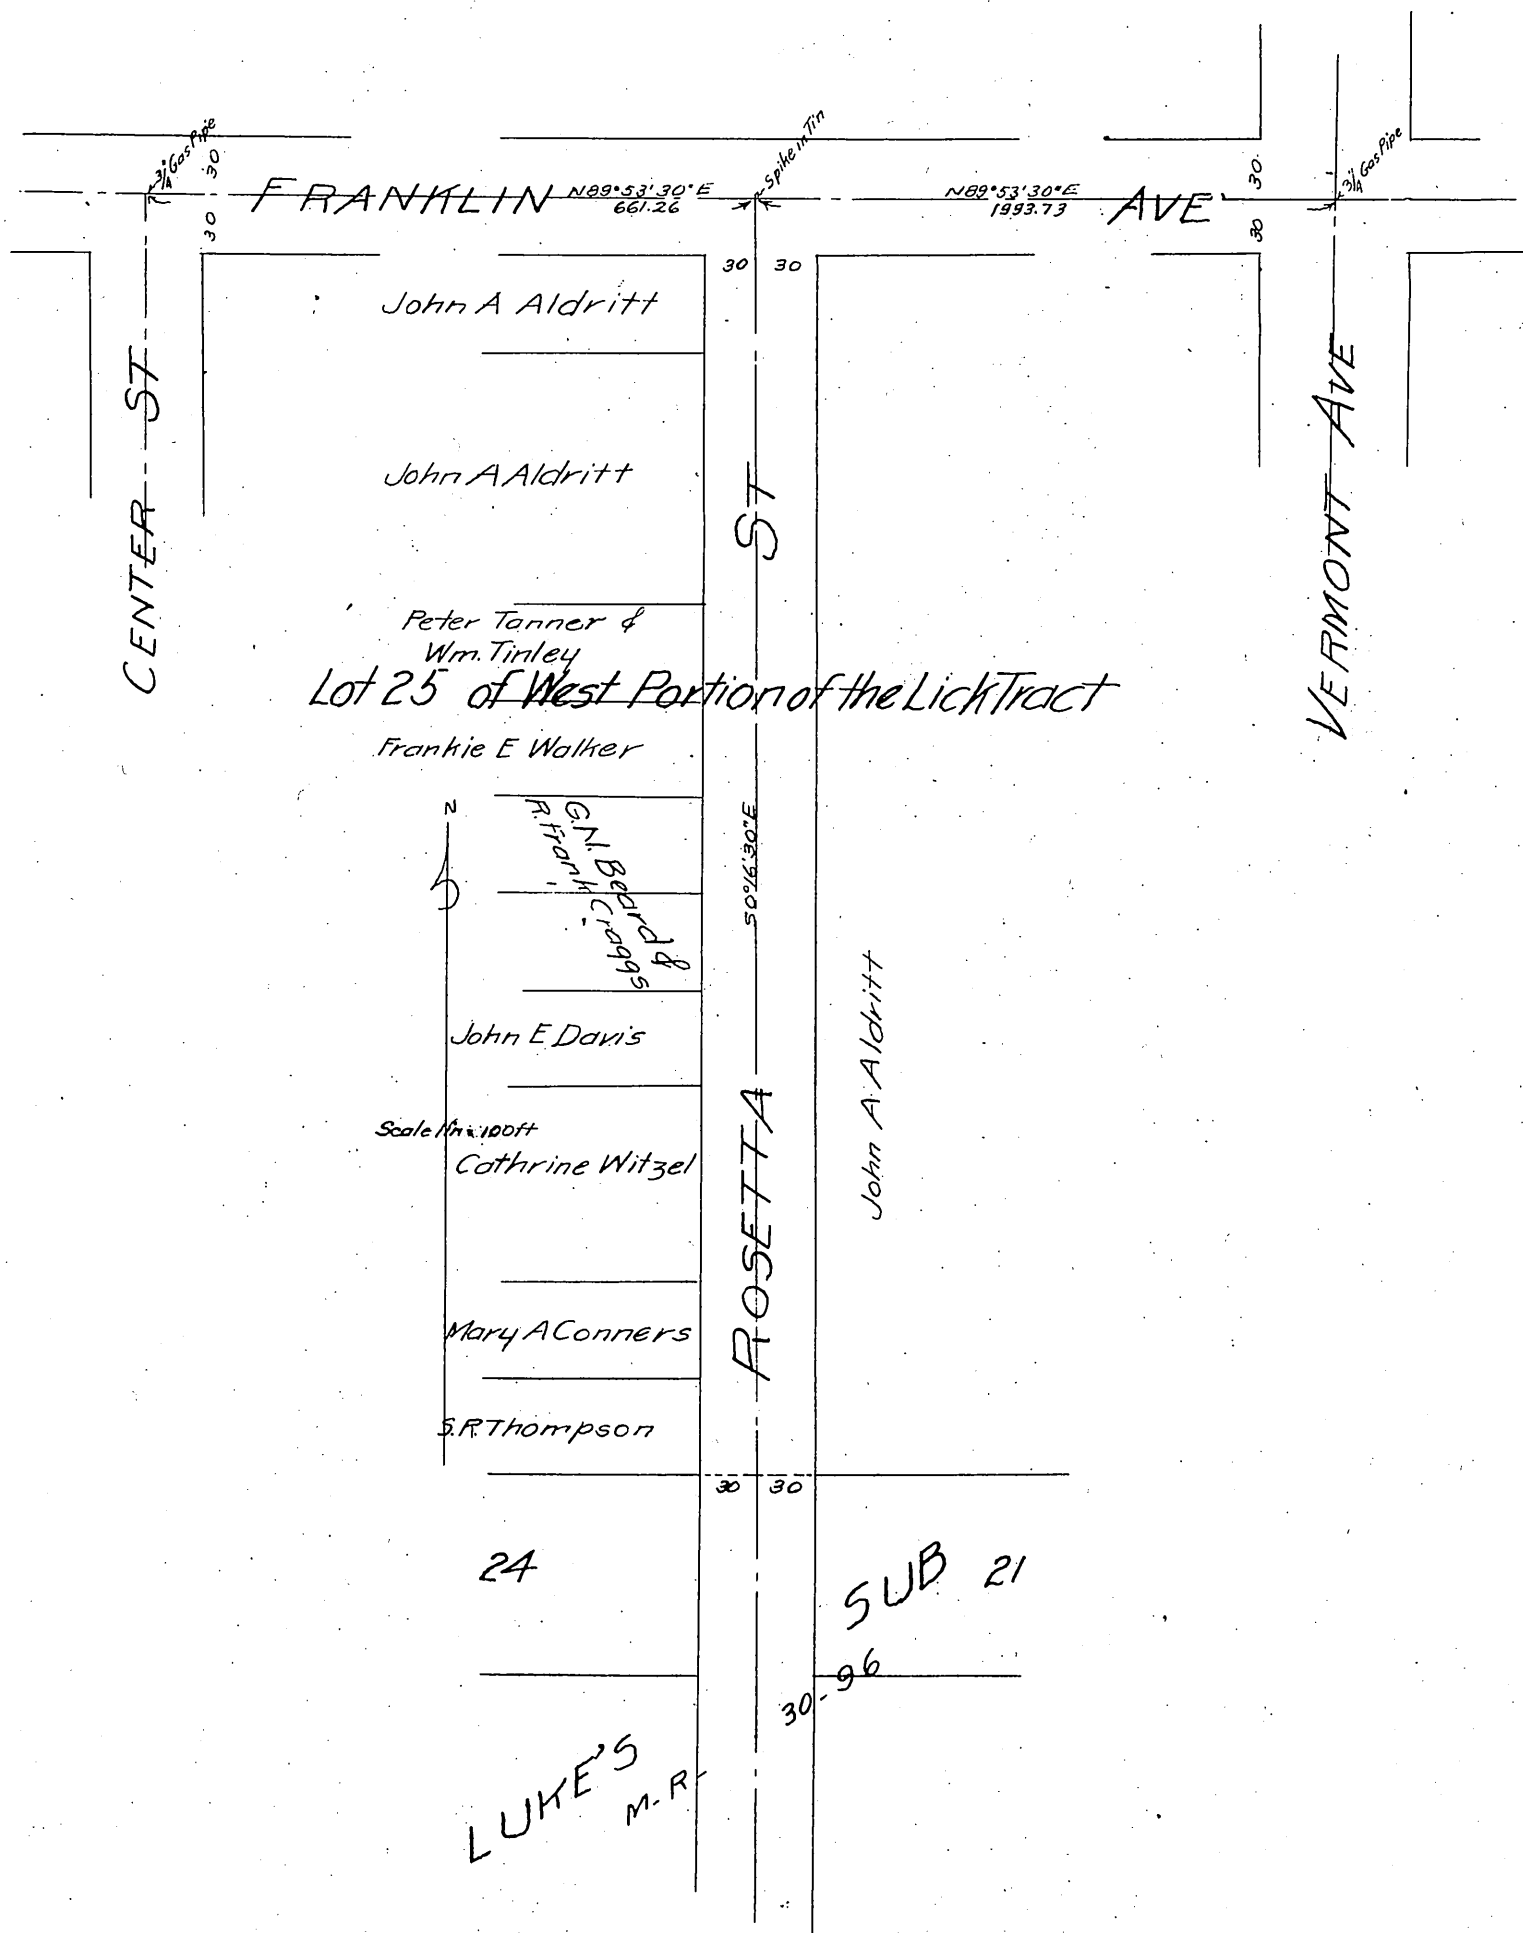 3/4" Gas Pipe
30
30
FRANKLIN
N89°53'30"E
661.26
Spike in Tin
N89°53'30"E
1993.73
AVE
30
30
3/4" Gas Pipe
30 30
John A Aldritt
CENTER ST
John A Aldritt
ST
VERMONT AVE
Peter Tanner &
Wm. Tinley
Lot 25 of West Portion of the Lick Tract
Frankie E Walker
N
G.N. Beard &
R. Frank Craggs
S0°16'30"E
John E Davis
John A. Aldritt
Scale 1in = 100ft
Cathrine Witzel
ROSETTA
Mary A Conners
S.R. Thompson
30 30
24
SUB 21
30-96
LUKE'S
M.R.